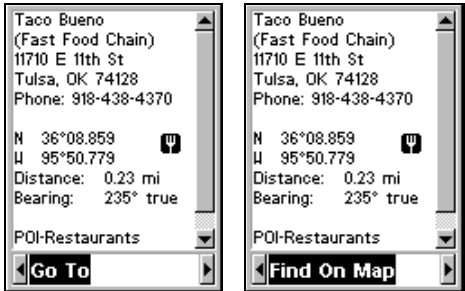 Taco Bueno
(Fast Food Chain)
11710 E 11th St
Tulsa, OK 74128
Phone: 918-438-4370
N 36°08.859
W 95°50.779
Distance: 0.23 mi
Bearing: 235° true
POI-Restaurants
Go To
Taco Bueno
(Fast Food Chain)
11710 E 11th St
Tulsa, OK 74128
Phone: 918-438-4370
N 36°08.859
W 95°50.779
Distance: 0.23 mi
Bearing: 235° true
POI-Restaurants
Find On Map